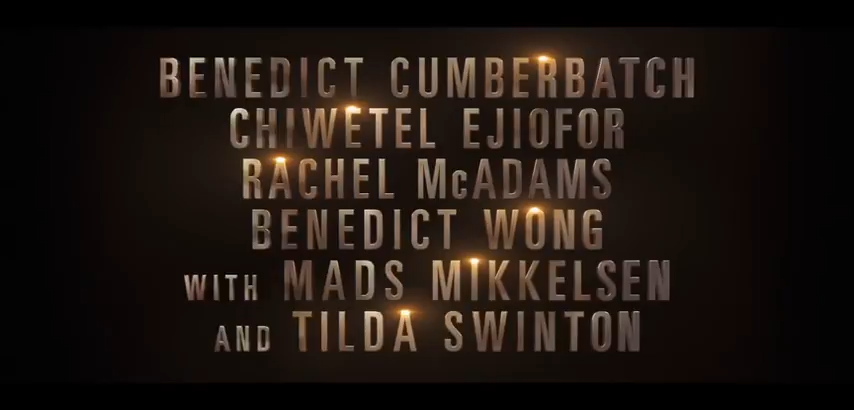 BENEDICT CUMBERBATCH
CHIWETEL EJIOFOR
RACHEL McADAMS
BENEDICT WONG
WITH MADS MIKKELSEN
AND TILDA SWINTON